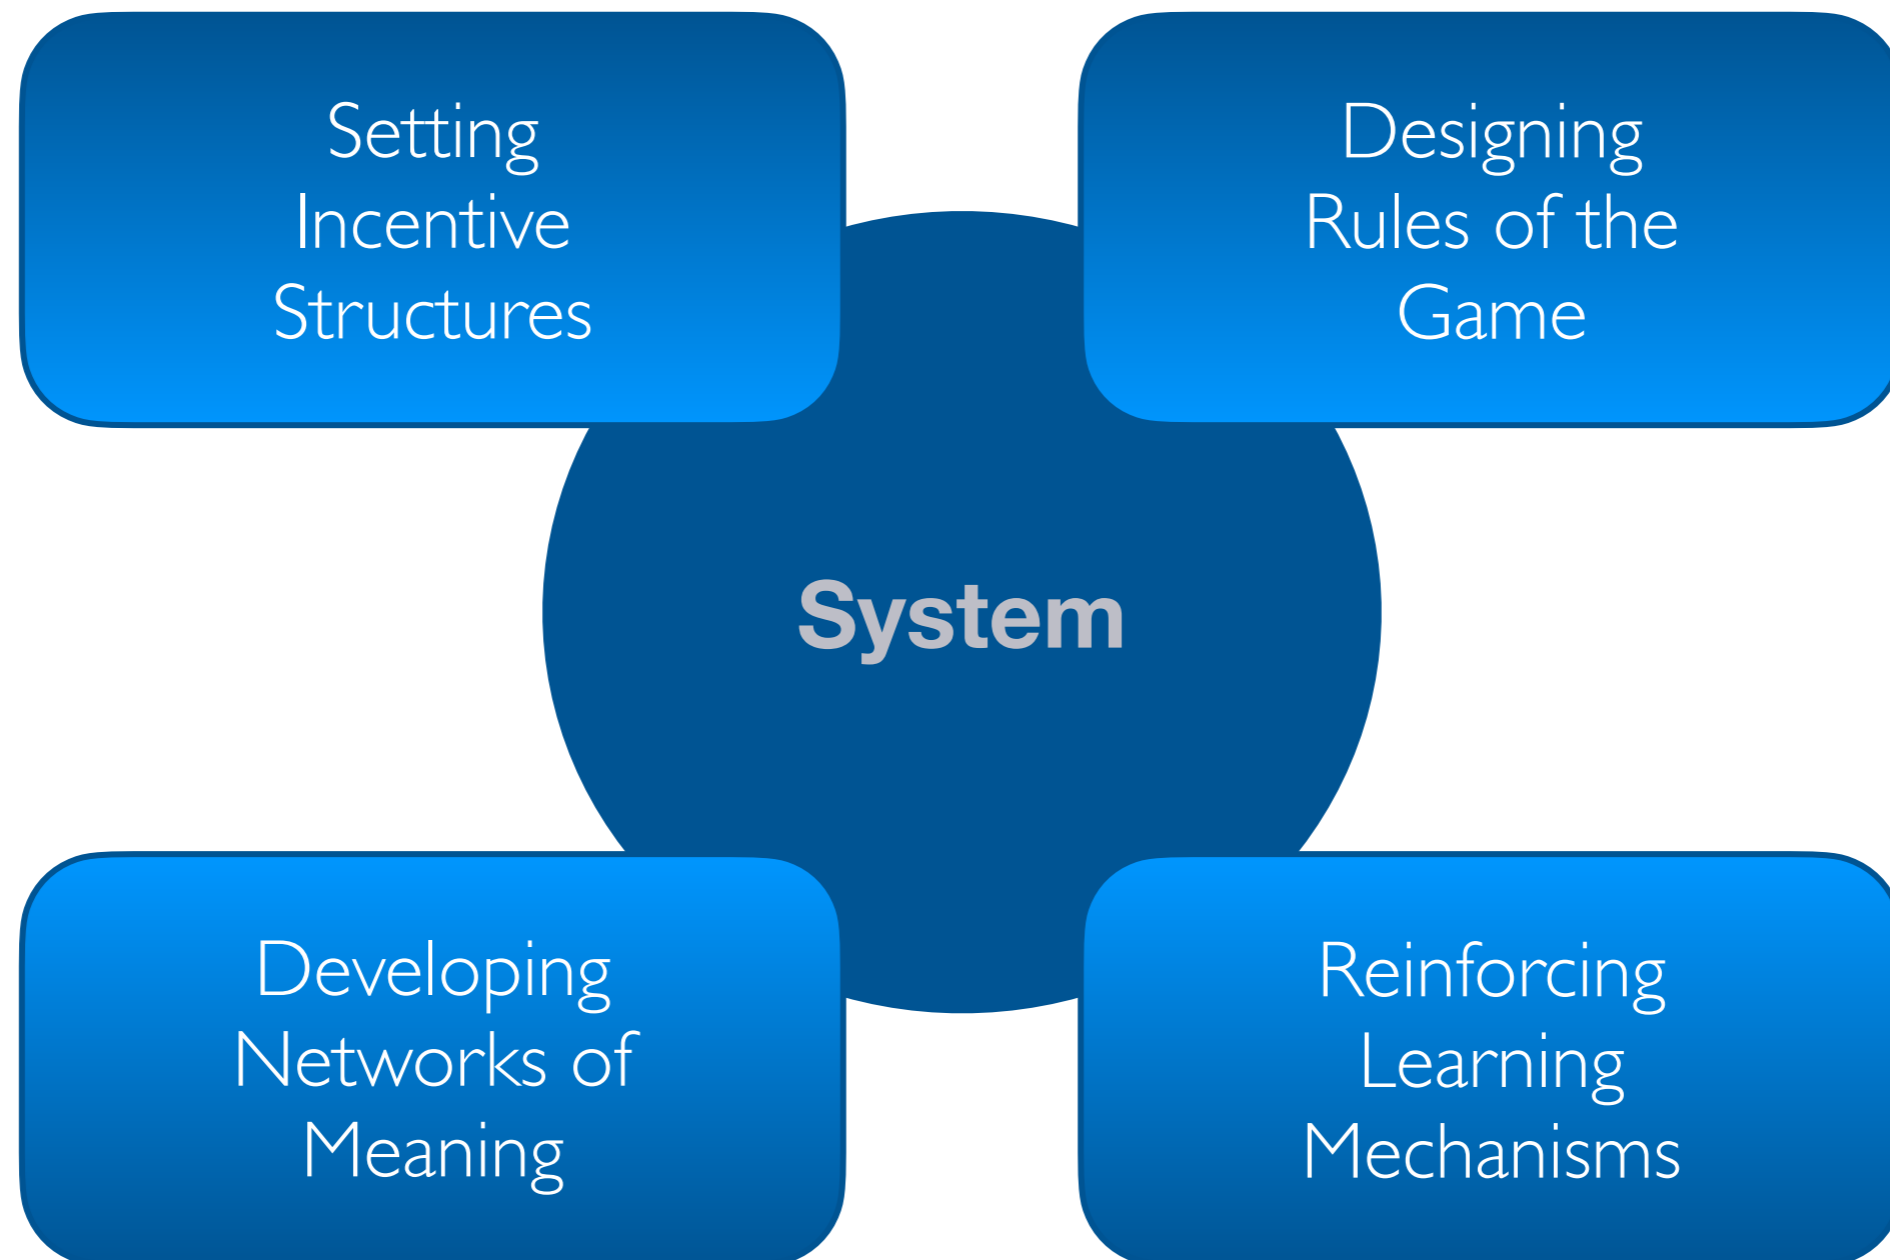 Setting
Incentive
Structures
Designing
Rules of the
Game
System
Developing
Networks of
Meaning
Reinforcing
Learning
Mechanisms